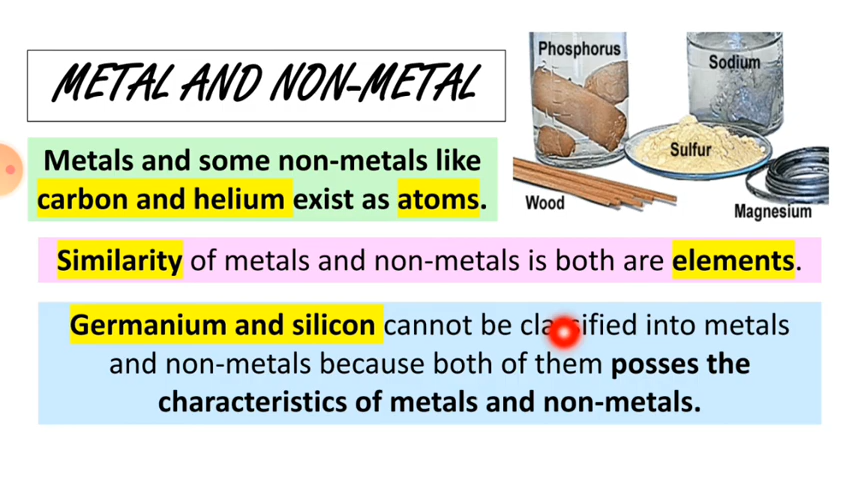 METAL AND NON-METAL
Phosphorus
Sodium
Sulfur
Wood
Magnesium
Metals and some non-metals like
carbon and helium exist as atoms.
Similarity of metals and non-metals is both are elements.
Germanium and silicon cannot be classified into metals
and non-metals because both of them posses the
characteristics of metals and non-metals.